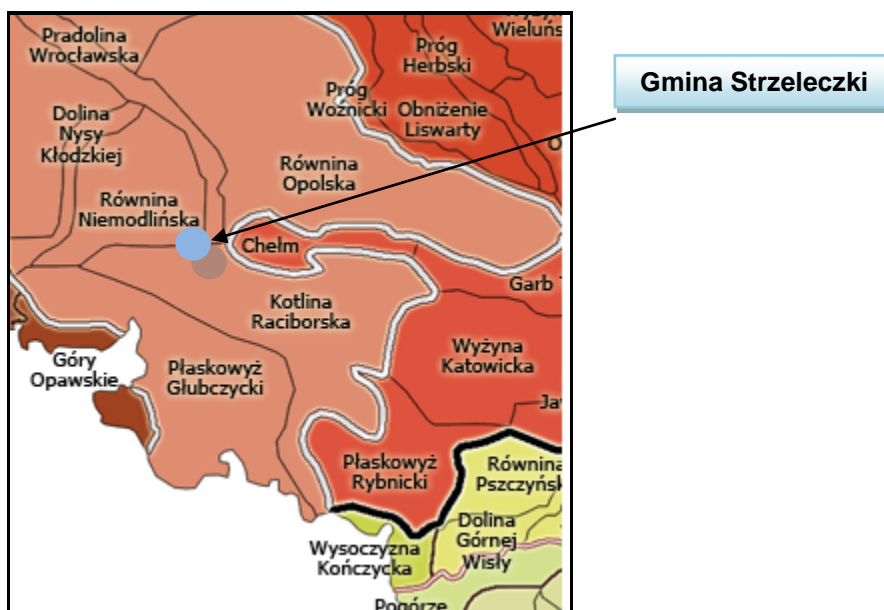 Pradolina
Wrocławska
Próg
Herbski
Wieluńs
Gmina Strzeleczki
Próg
Woźnicki
Obniżenie
Liswarty
Dolina
Nysy
Kłodzkiej
Równina
Opolska
Równina
Niemodlińska
Chełm
Garb
Kotlina
Raciborska
Wyżyna
Katowicka
Góry
Opawskie
Płaskowyż
Głubczycki
Płaskowyż
Rybnicki
Równina
Pszczyńsk
Dolina
Górnej
Wisły
Wysoczyzna
Kończycka
Pogórze